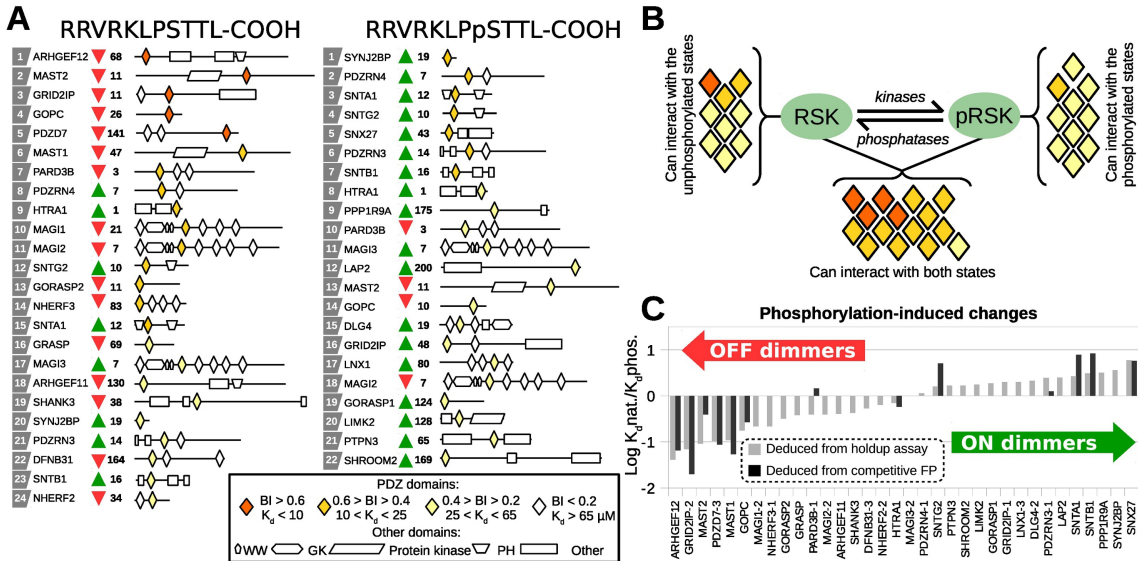 A
RRVRKLPSTTL-COOH
1 ARHGEF12 68
2 MAST2 11
3 GRID2IP 11
4 GOPC 26
5 PDZD7 141
6 MAST1 47
7 PARD3B 3
8 PDZRN4 7
9 HTRA1 1
10 MAGI1 21
11 MAGI2 7
12 SNTG2 10
13 GORASP2 11
14 NHERF3 83
15 SNTA1 12
16 GRASP 69
17 MAGI3 7
18 ARHGEF11 130
19 SHANK3 38
20 SYNJ2BP 19
21 PDZRN3 14
22 DFNB31 164
23 SNTB1 16
24 NHERF2 34
RRVRKLPpSTTL-COOH
1 SYNJ2BP 19
2 PDZRN4 7
3 SNTA1 12
4 SNTG2 10
5 SNX27 43
6 PDZRN3 14
7 SNTB1 16
8 HTRA1 1
9 PPP1R9A 175
10 PARD3B 3
11 MAGI3 7
12 LAP2 200
13 MAST2 11
14 GOPC 10
15 DLG4 19
16 GRID2IP 48
17 LNX1 80
18 MAGI2 7
19 GORASP1 124
20 LIMK2 128
21 PTPN3 65
22 SHROOM2 169
PDZ domains:
BI > 0.6
Kd < 10
0.6 > BI > 0.4
10 < Kd < 25
0.4 > BI > 0.2
25 < Kd < 65
BI < 0.2
Kd > 65 µM
Other domains:
WW GK Protein kinase PH Other
B
Can interact with the
unphosphorylated states
RSK
kinases
phosphatases
pRSK
Can interact with the
phosphorylated states
Can interact with both states
C
Phosphorylation-induced changes
OFF dimmers
ON dimmers
Log Kdnat./Kdphos.
1
0
-1
-2
Deduced from holdup assay
Deduced from competitive FP
ARHGEF12
GRID2IP-2
MAST2
PDZD7-3
MAST1
GOPC
MAGI1-2
NHERF3-1
GORASP2
GRASP
PARD3B-1
MAGI2-2
ARHGEF11
SHANK3
DFNB31-3
NHERF2-2
HTRA1
MAGI3-2
PDZRN4-1
SNTG2
PTPN3
SHROOM2
LIMK2
GORASP1
GRID2IP-1
LNX1-3
DLG4-2
PDZRN3-1
LAP2
SNTA1
SNTB1
PPP1R9A
SYNJ2BP
SNX27